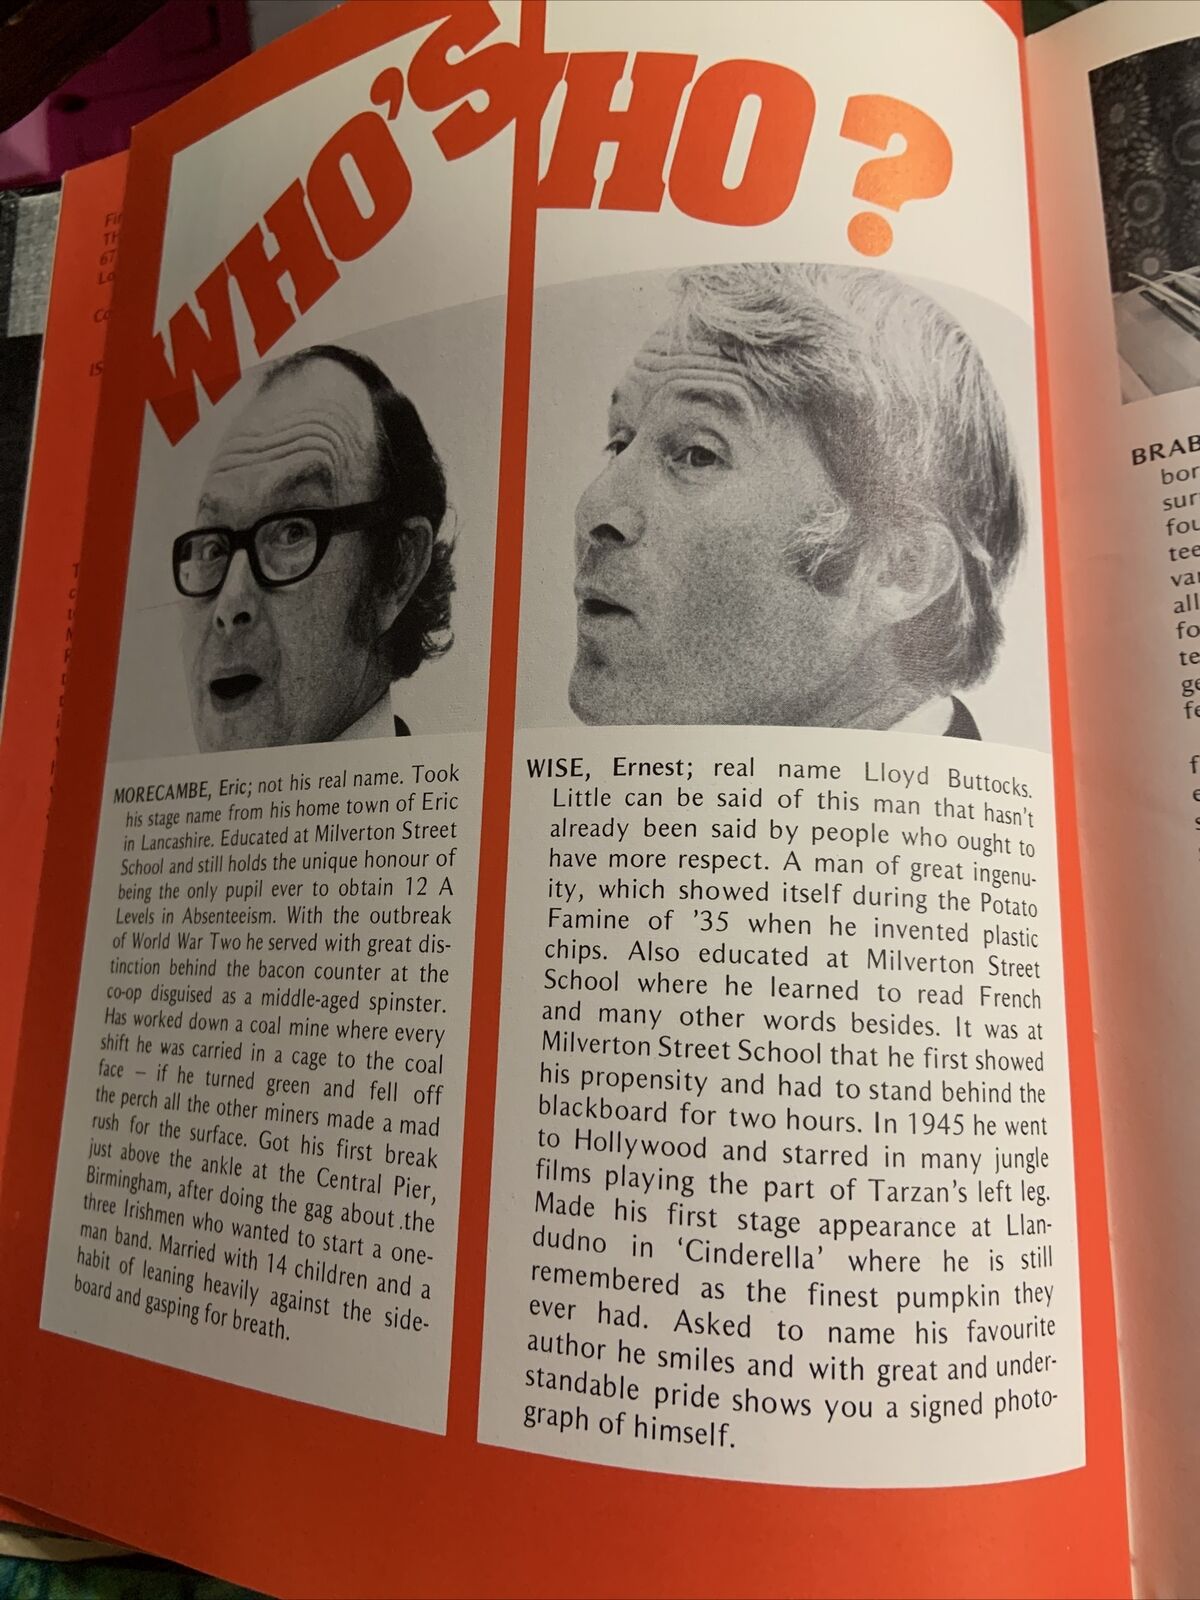 WHO'S
HO?
MORECAMBE, Eric; not his real name. Took
his stage name from his home town of Eric
in Lancashire. Educated at Milverton Street
School and still holds the unique honour of
being the only pupil ever to obtain 12 A
Levels in Absenteeism. With the outbreak
of World War Two he served with great dis-
tinction behind the bacon counter at the
co-op disguised as a middle-aged spinster.
Has worked down a coal mine where every
shift he was carried in a cage to the coal
face – if he turned green and fell off
the perch all the other miners made a mad
rush for the surface. Got his first break
just above the ankle at the Central Pier,
Birmingham, after doing the gag about the
three Irishmen who wanted to start a one-
man band. Married with 14 children and a
habit of leaning heavily against the side-
board and gasping for breath.
WISE, Ernest; real name Lloyd Buttocks.
Little can be said of this man that hasn't
already been said by people who ought to
have more respect. A man of great ingenu-
ity, which showed itself during the Potato
Famine of '35 when he invented plastic
chips. Also educated at Milverton Street
School where he learned to read French
and many other words besides. It was at
Milverton Street School that he first showed
his propensity and had to stand behind the
blackboard for two hours. In 1945 he went
to Hollywood and starred in many jungle
films playing the part of Tarzan's left leg.
Made his first stage appearance at Llan-
dudno in 'Cinderella' where he is still
remembered as the finest pumpkin they
ever had. Asked to name his favourite
author he smiles and with great and under-
standable pride shows you a signed photo-
graph of himself.
BRAB
bor
sur
fou
tee
var
all
fo
te
ge
fe